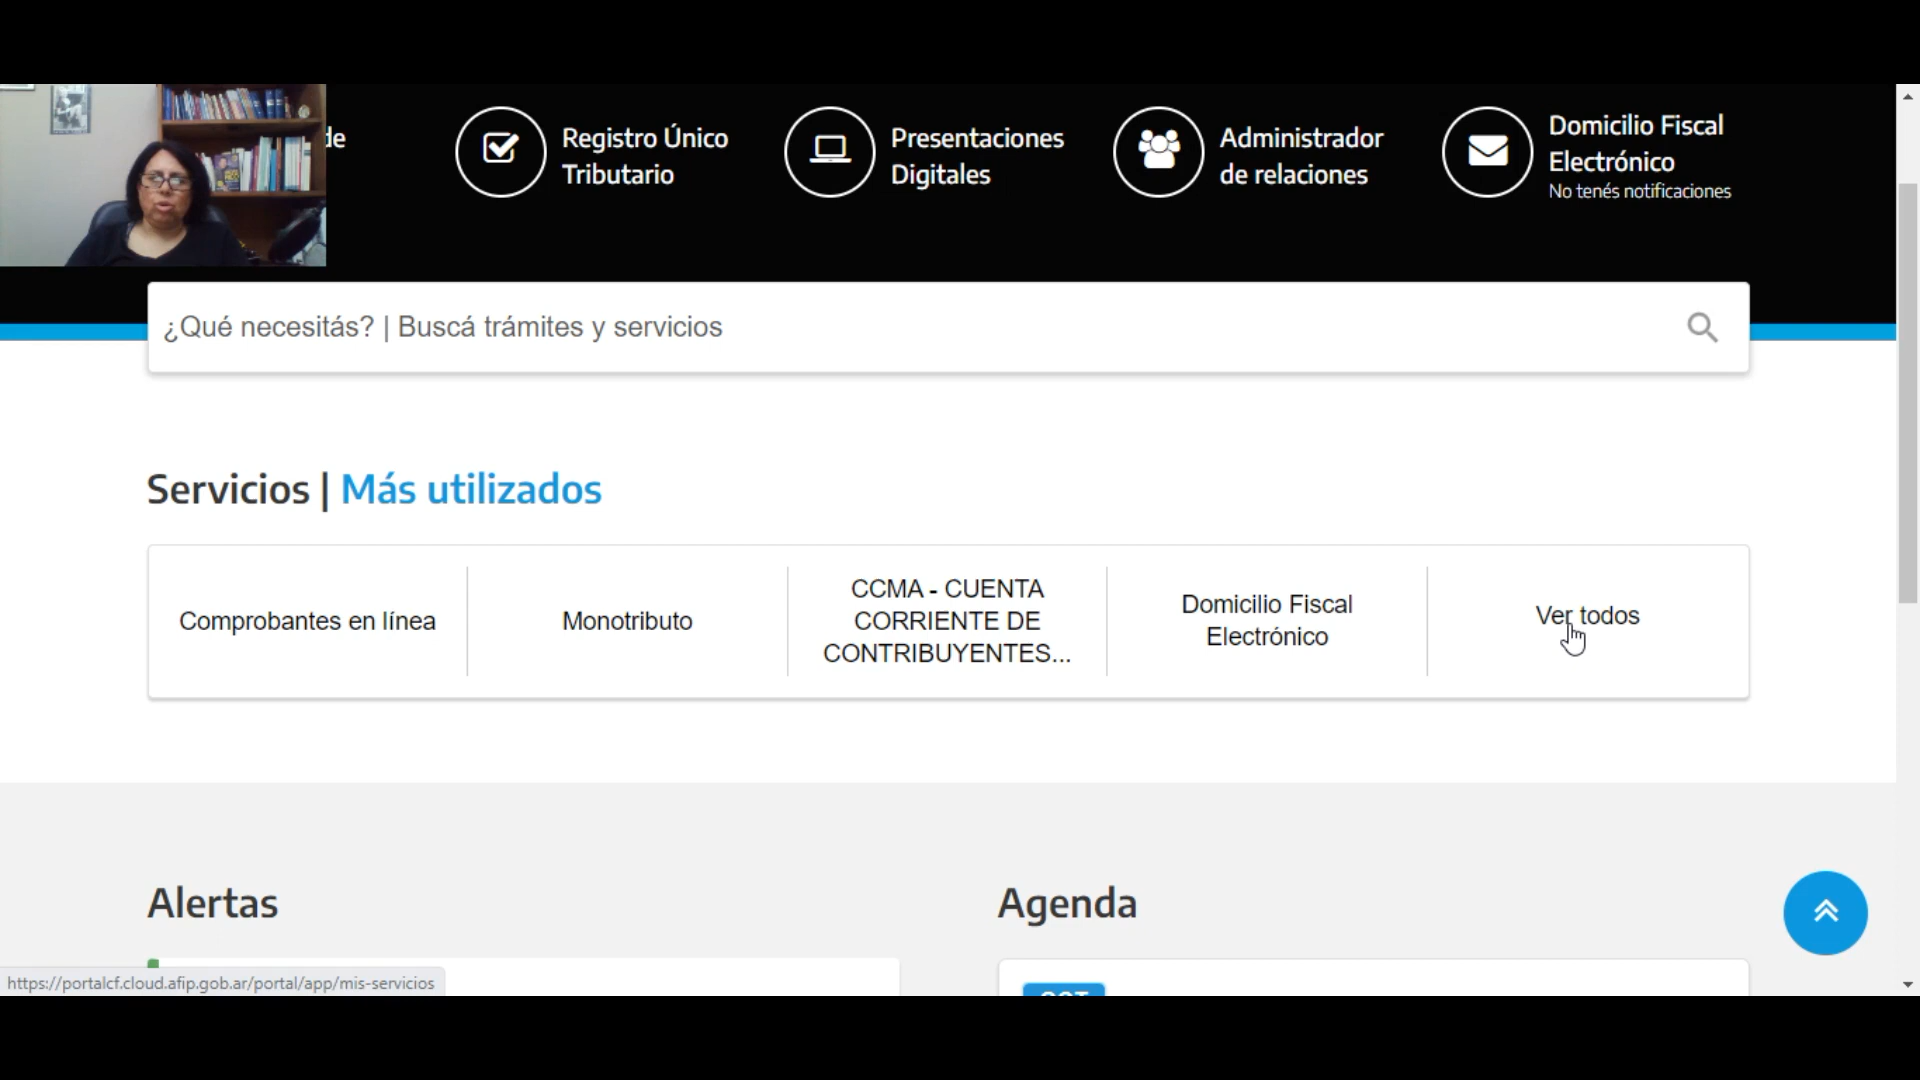 de
Registro Único
Tributario
Presentaciones
Digitales
Administrador
de relaciones
Domicilio Fiscal
Electrónico
No tenés notificaciones
¿Qué necesitás? | Buscá trámites y servicios
Servicios | Más utilizados
Comprobantes en línea
Monotributo
CCMA - CUENTA
CORRIENTE DE
CONTRIBUYENTES...
Domicilio Fiscal
Electrónico
Ver todos
Alertas
Agenda
OCT
https://portalcf.cloud.afip.gob.ar/portal/app/mis-servicios